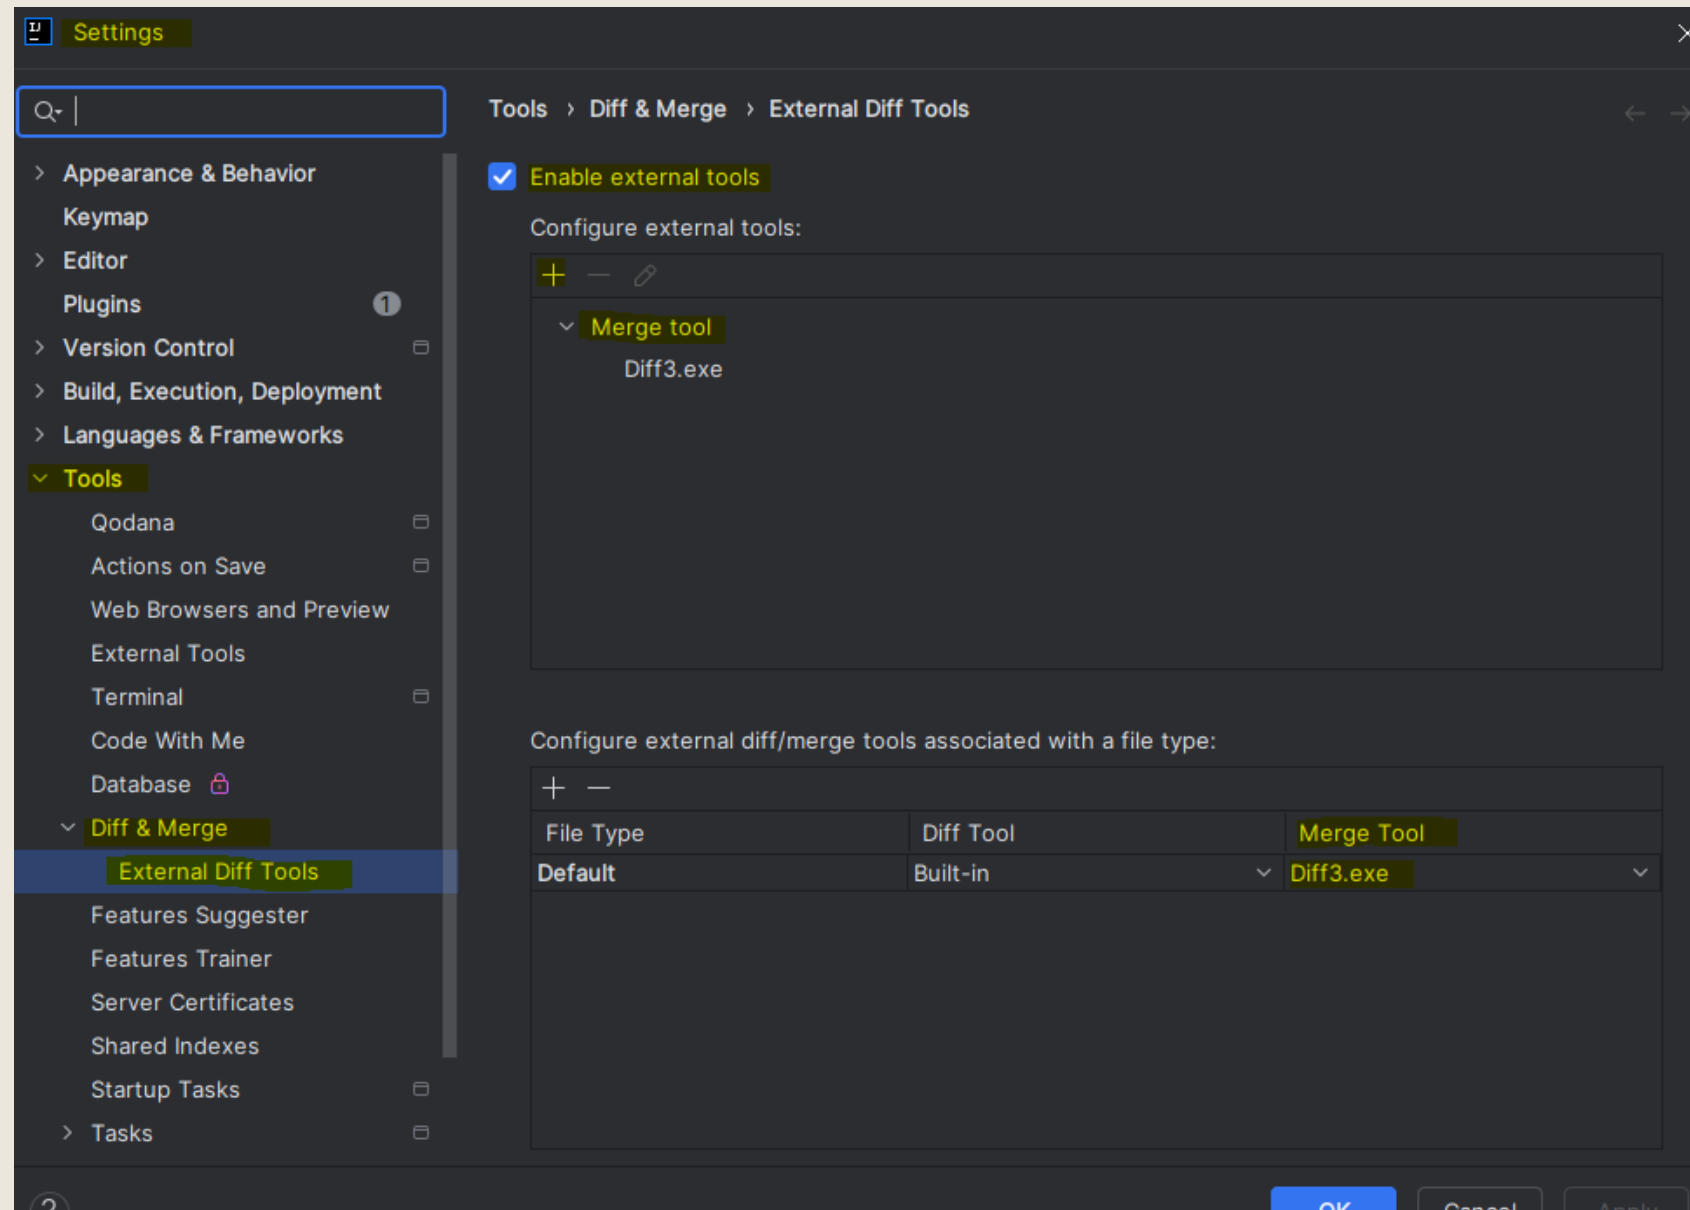 Settings
Tools › Diff & Merge › External Diff Tools
Appearance & Behavior
Keymap
Editor
Plugins 1
Version Control
Build, Execution, Deployment
Languages & Frameworks
Tools
Qodana
Actions on Save
Web Browsers and Preview
External Tools
Terminal
Code With Me
Database
Diff & Merge
External Diff Tools
Features Suggester
Features Trainer
Server Certificates
Shared Indexes
Startup Tasks
Tasks
Enable external tools
Configure external tools:
Merge tool
Diff3.exe
Configure external diff/merge tools associated with a file type:
File Type Diff Tool Merge Tool
Default Built-in Diff3.exe
? OK Cancel Apply